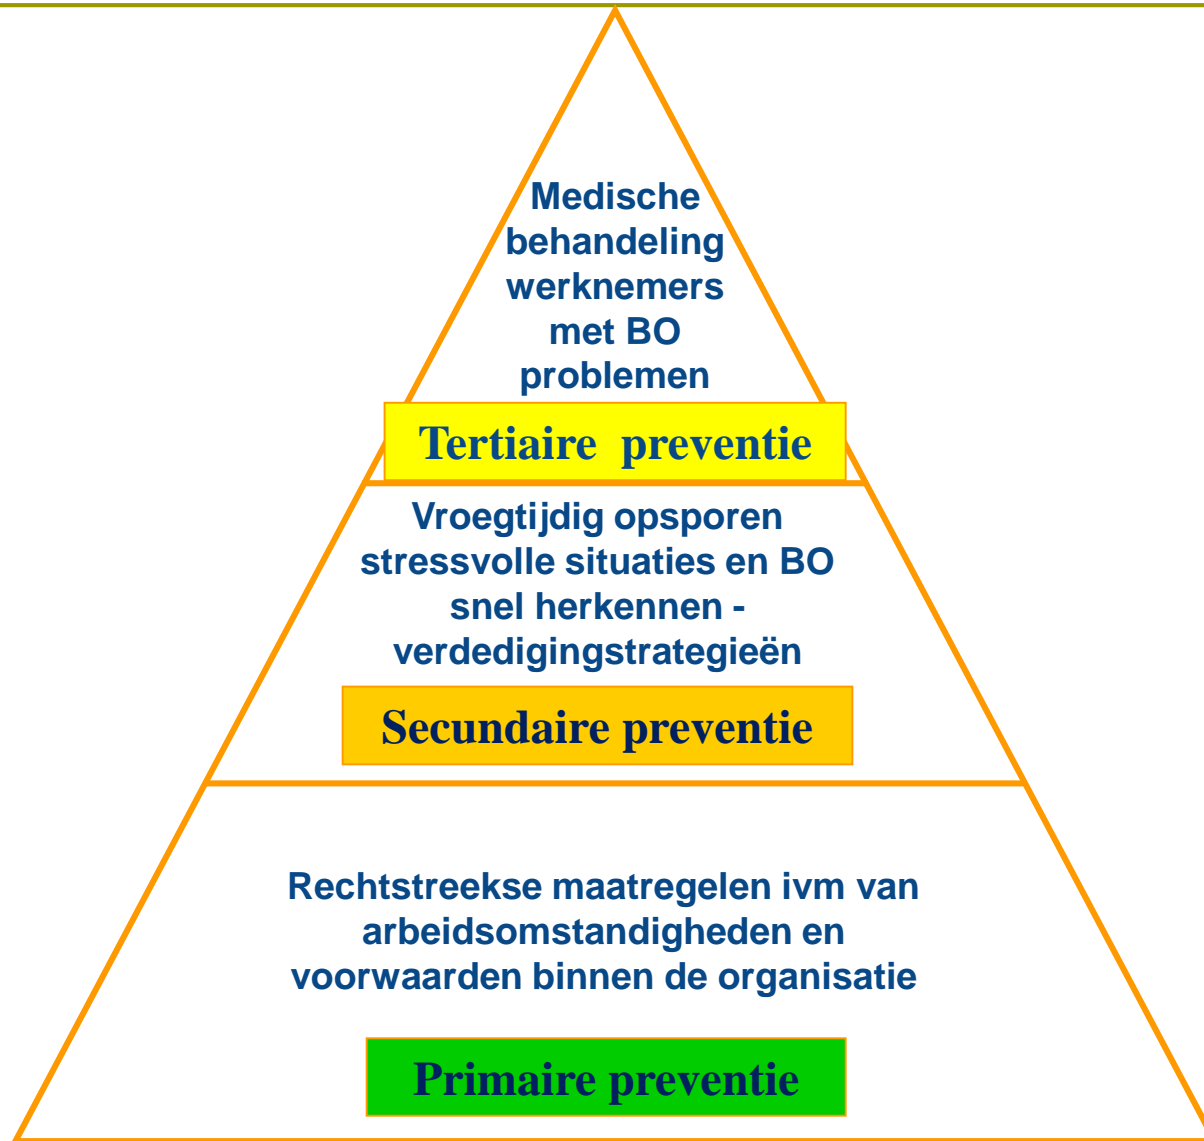 Medische
behandeling
werknemers
met BO
problemen
Tertiaire preventie
Vroegtijdig opsporen
stressvolle situaties en BO
snel herkennen -
verdedigingstrategieën
Secundaire preventie
Rechtstreekse maatregelen ivm van
arbeidsomstandigheden en
voorwaarden binnen de organisatie
Primaire preventie